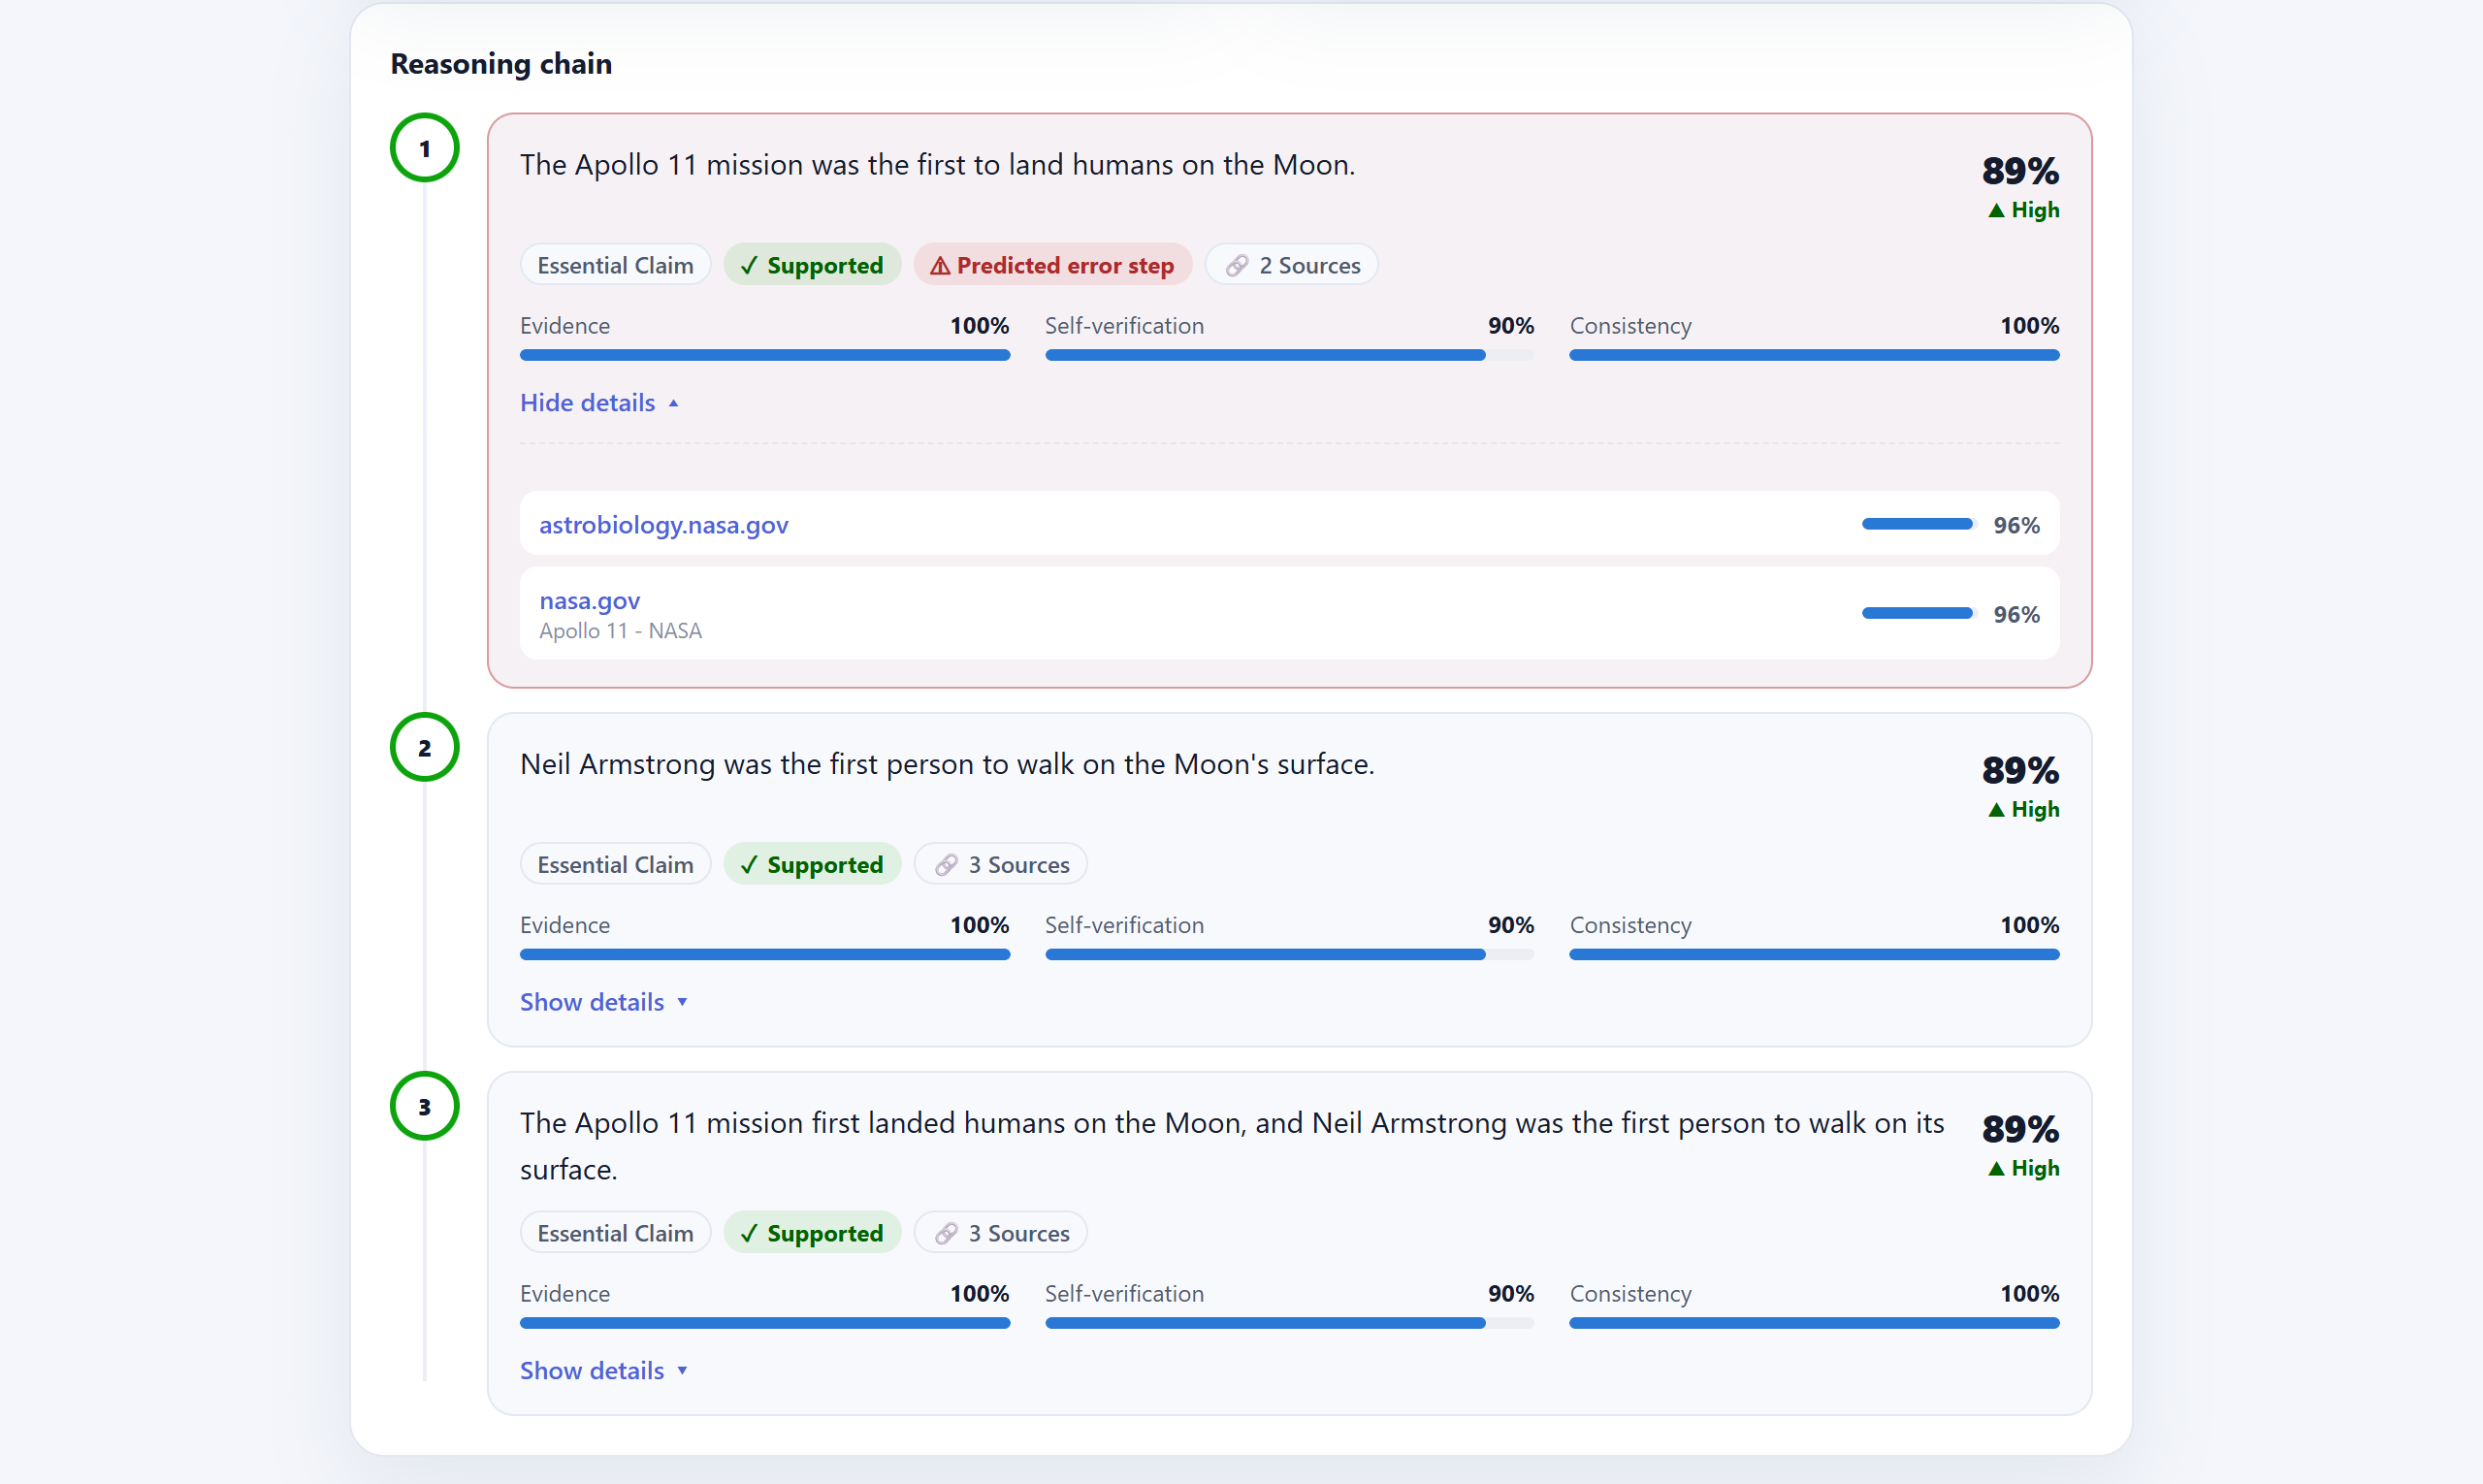 Reasoning chain
1
The Apollo 11 mission was the first to land humans on the Moon.
89%
▲ High
Essential Claim ✓ Supported ⚠ Predicted error step 🔗 2 Sources
Evidence 100% Self-verification 90% Consistency 100%
Hide details ▲
astrobiology.nasa.gov 96%
nasa.gov
Apollo 11 - NASA
96%
2
Neil Armstrong was the first person to walk on the Moon's surface.
89%
▲ High
Essential Claim ✓ Supported 🔗 3 Sources
Evidence 100% Self-verification 90% Consistency 100%
Show details ▼
3
The Apollo 11 mission first landed humans on the Moon, and Neil Armstrong was the first person to walk on its
surface.
89%
▲ High
Essential Claim ✓ Supported 🔗 3 Sources
Evidence 100% Self-verification 90% Consistency 100%
Show details ▼